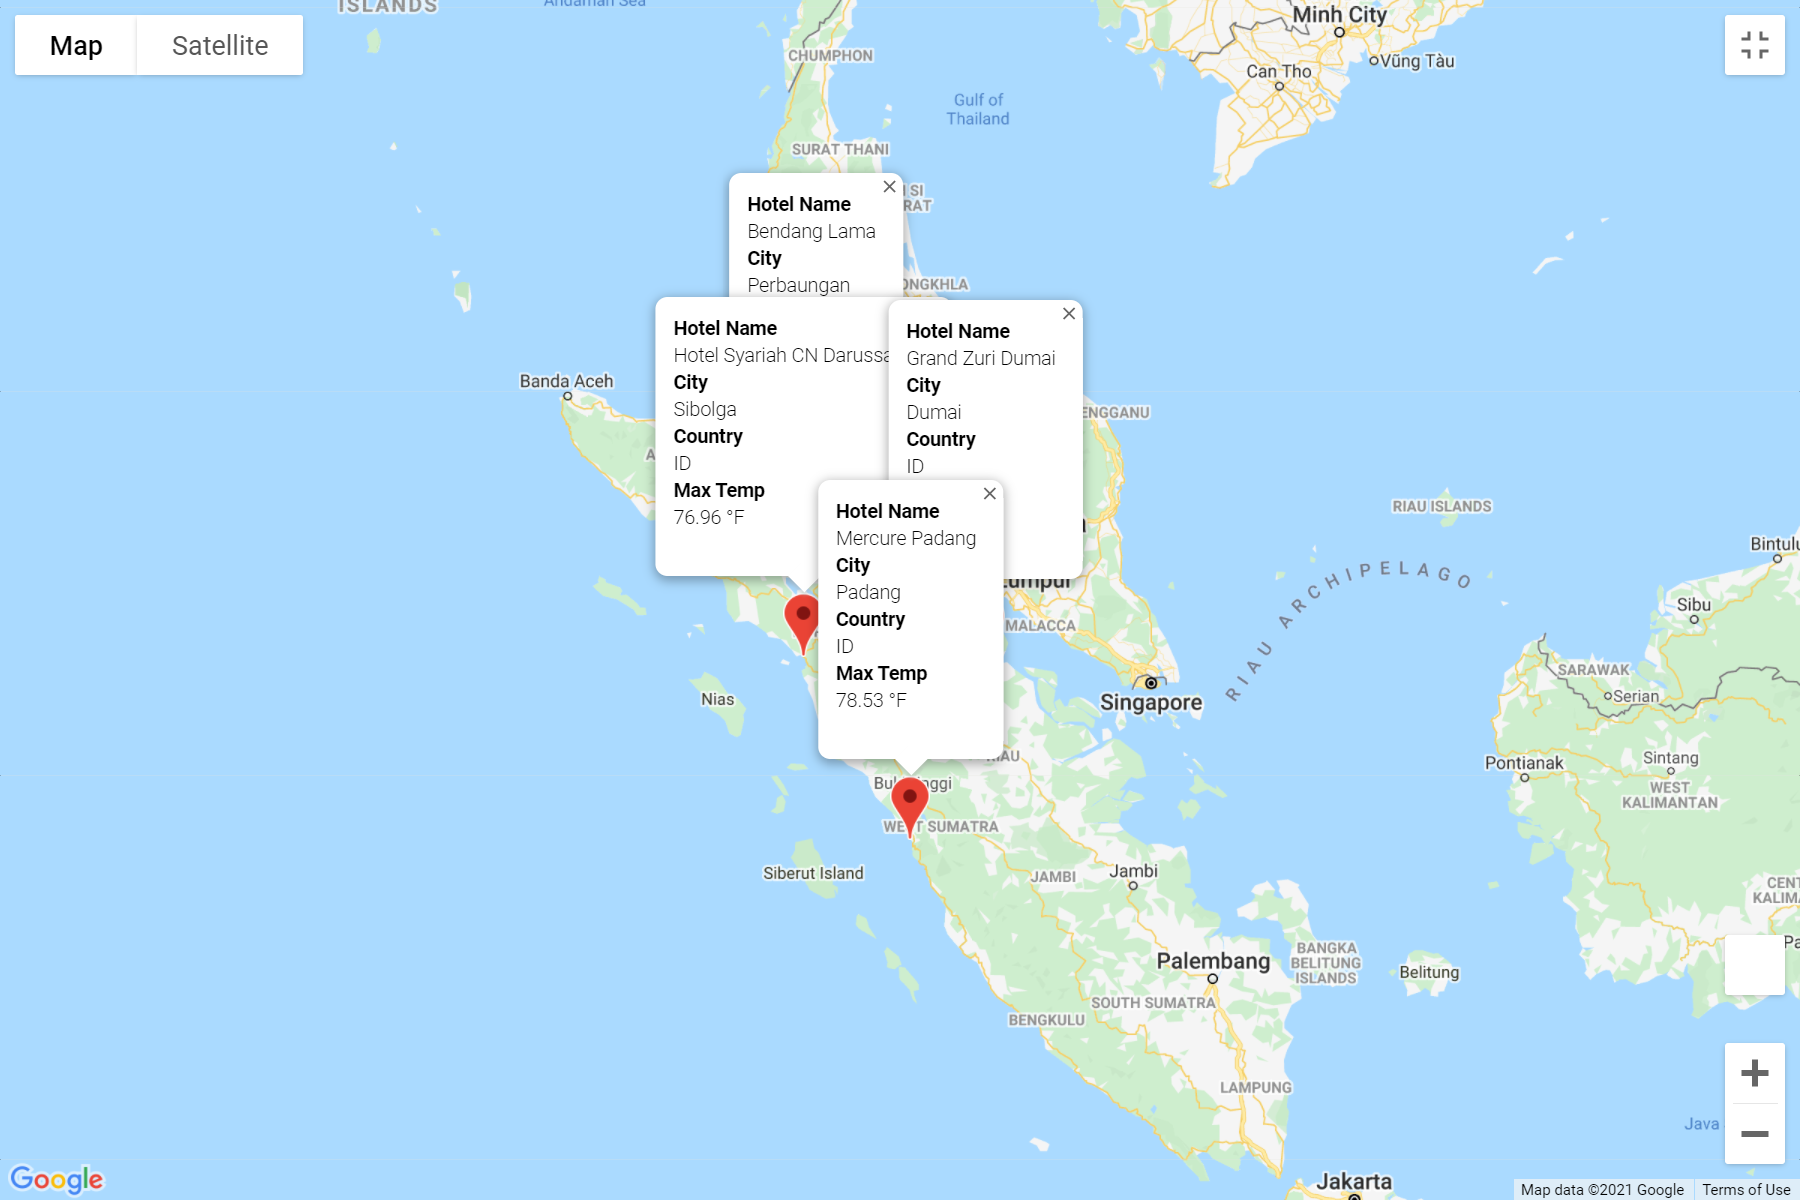 ISLANDS
Andaman Sea
Map
Satellite
Minh City
Can Tho
Vũng Tàu
CHUMPHON
Gulf of
Thailand
SURAT THANI
Hotel Name
Bendang Lama
City
Perbaungan
SI
RAT
ONGKHLA
Hotel Name
Hotel Syariah CN Darussa
City
Sibolga
Country
ID
Max Temp
76.96 °F
Hotel Name
Grand Zuri Dumai
City
Dumai
Country
ID
Hotel Name
Mercure Padang
City
Padang
Country
ID
Max Temp
78.53 °F
Banda Aceh
ENGGANU
RIAU ISLANDS
Bintulu
RIAU ARCHIPELAGO
Lumpur
MALACCA
Sibu
SARAWAK
Serian
Singapore
Nias
RIAU
Pontianak
Sintang
WEST
KALIMANTAN
WEST SUMATRA
Siberut Island
JAMBI
Jambi
CENT
KALIMA
Pa
Palembang
BANGKA
BELITUNG
ISLANDS
Belitung
SOUTH SUMATRA
BENGKULU
LAMPUNG
Java
Jakarta
Google
Map data ©2021 Google
Terms of Use